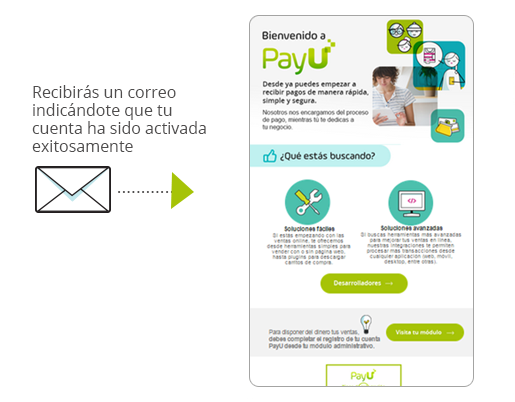 Recibirás un correo
indicándote que tu
cuenta ha sido activada
exitosamente
Bienvenido a
PayU
Desde ya puedes empezar a
recibir pagos de manera rápida,
simple y segura.
Nosotros nos encargamos del proceso
de pago, mientras tú te dedicas a
tu negocio.
¿Qué estás buscando?
Soluciones fáciles
Si estás empezando con las
ventas online, te ofrecemos
desde herramientas simples para
vender con o sin página web,
hasta plugins para descargar
carritos de compra.
</>
Soluciones avanzadas
Si buscas herramientas más avanzadas
para mejorar tus ventas en línea,
nuestras integraciones te permiten
procesar más transacciones desde
cualquier aplicación (web, móvil,
desktop, entre otras).
Desarrolladores →
Para disponer del dinero tus ventas,
debes completar el registro de tu cuenta
PayU desde tu módulo administrativo.
Visita tu módulo →
PayU